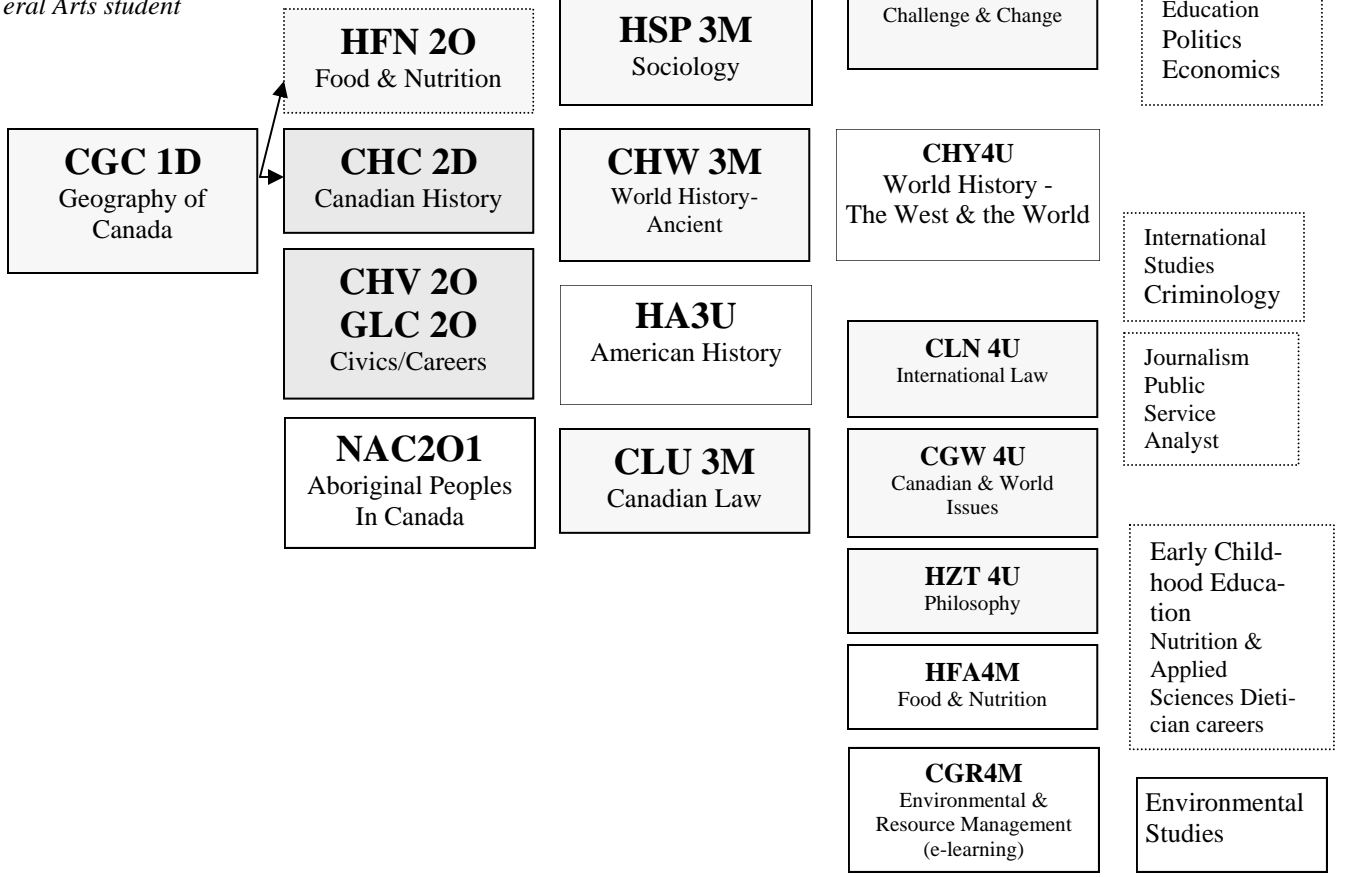 eral Arts student
HFN 2O
Food & Nutrition
HSP 3M
Sociology
Challenge & Change
Education
Politics
Economics
CGC 1D
Geography of
Canada
CHC 2D
Canadian History
CHW 3M
World History-
Ancient
CHY4U
World History -
The West & the World
International
Studies
Criminology
CHV 2O
GLC 2O
Civics/Careers
HA3U
American History
CLN 4U
International Law
Journalism
Public
Service
Analyst
NAC2O1
Aboriginal Peoples
In Canada
CLU 3M
Canadian Law
CGW 4U
Canadian & World
Issues
HZT 4U
Philosophy
Early Child-
hood Educa-
tion
Nutrition &
Applied
Sciences Dieti-
cian careers
HFA4M
Food & Nutrition
CGR4M
Environmental &
Resource Management
(e-learning)
Environmental
Studies